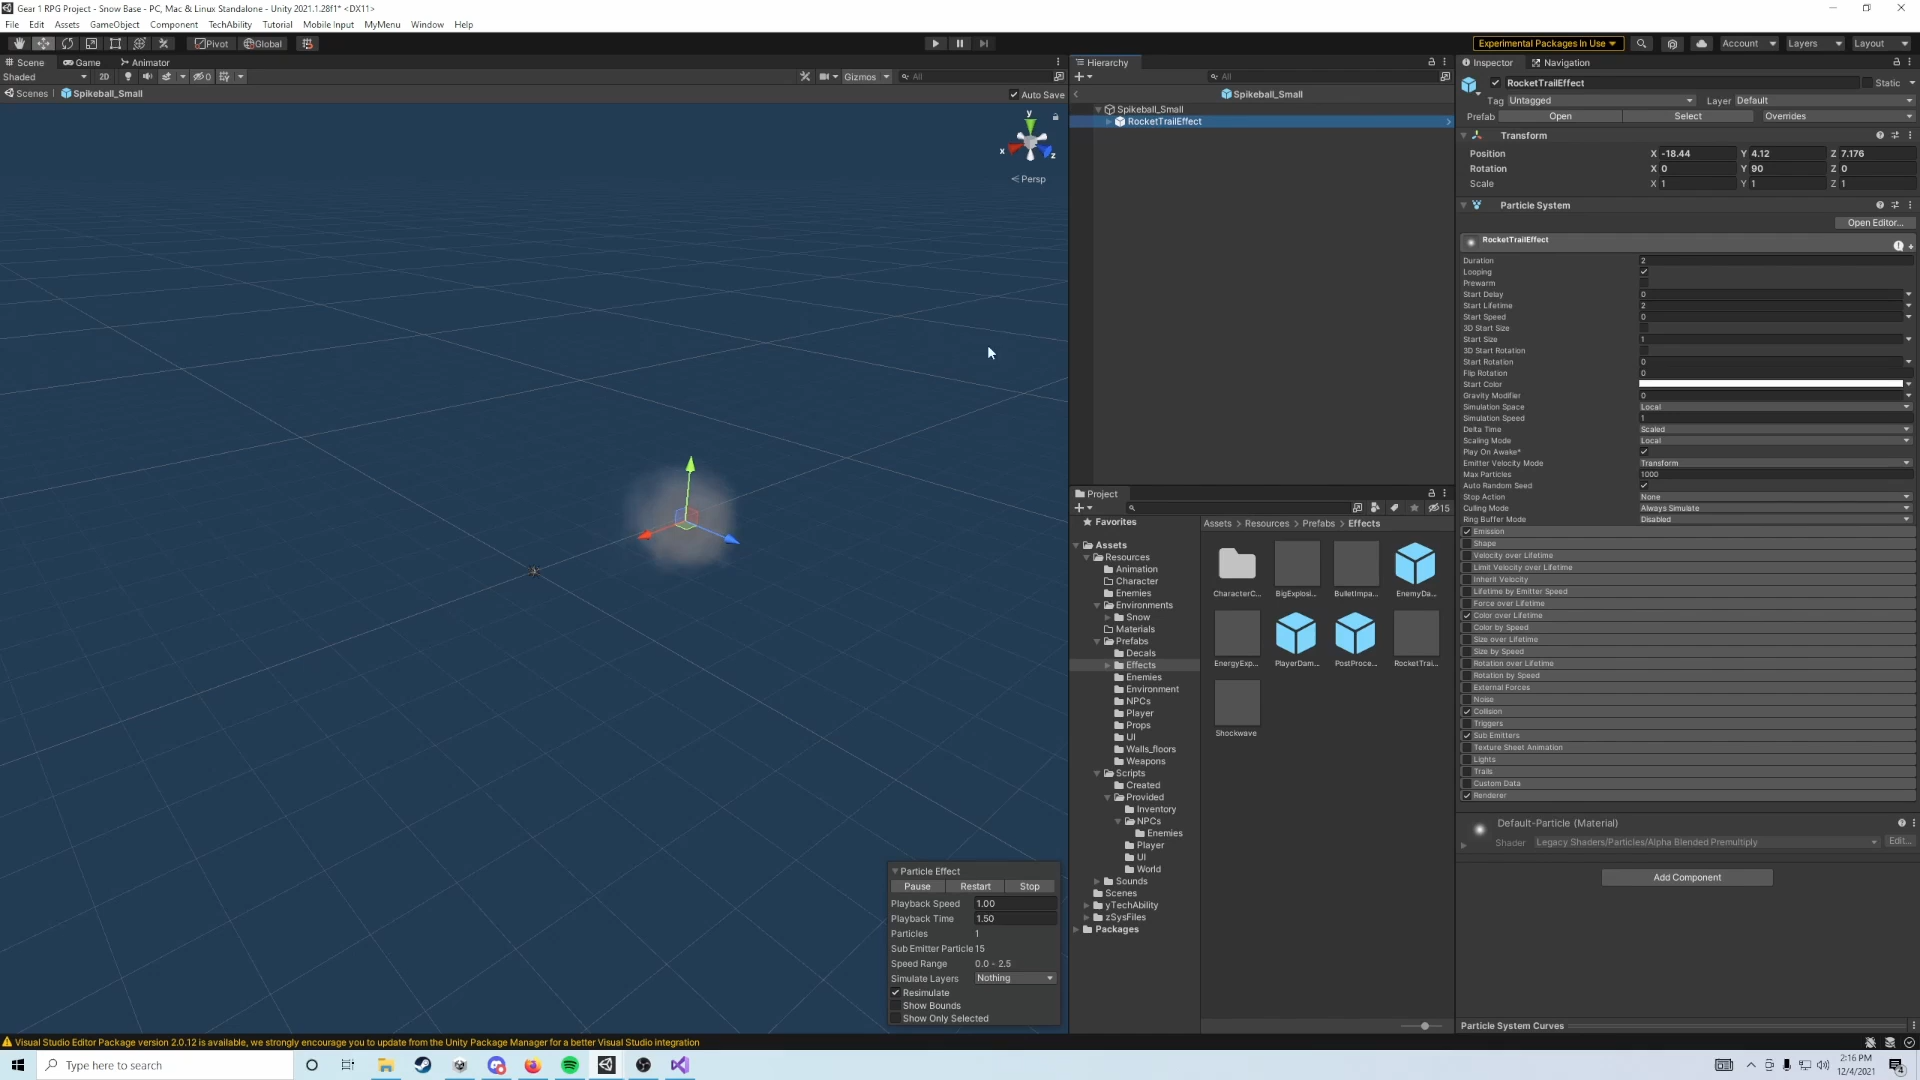 Gear 1 RPG Project - Snow Base - PC, Mac & Linux Standalone - Unity 2021.1.28f1* <DX11>
File Edit Assets GameObject Component TechAbility Tutorial Mobile Input MyMenu Window Help
Pivot Global
Experimental Packages In Use Account Layers Layout
Scene Game Animator
Shaded 2D 0 Gizmos All
Scenes Spikeball_Small
Auto Save
y
x z
Persp
Particle Effect
Pause Restart Stop
Playback Speed 1.00
Playback Time 1.50
Particles 1
Sub Emitter Particle 15
Speed Range 0.0 - 2.5
Simulate Layers Nothing
Resimulate
Show Bounds
Show Only Selected
Hierarchy
All
Spikeball_Small
Spikeball_Small
RocketTrailEffect
Project
15
Favorites
Assets
Resources
Animation
Character
Enemies
Environments
Snow
Materials
Prefabs
Decals
Effects
Enemies
Environment
NPCs
Player
Props
UI
Walls_floors
Weapons
Scripts
Created
Provided
Inventory
NPCs
Enemies
Player
UI
World
Sounds
Scenes
yTechAbility
zSysFiles
Packages
Assets > Resources > Prefabs > Effects
CharacterC... BigExplosi... BulletImpa... EnemyDa...
EnergyExp... PlayerDam... PostProce... RocketTrai...
Shockwave
Inspector Navigation
RocketTrailEffect Static
Tag Untagged Layer Default
Prefab Open Select Overrides
Transform
Position X -18.44 Y 4.12 Z 7.176
Rotation X 0 Y 90 Z 0
Scale X 1 Y 1 Z 1
Particle System
Open Editor...
RocketTrailEffect
Duration 2
Looping
Prewarm
Start Delay 0
Start Lifetime 2
Start Speed 0
3D Start Size
Start Size 1
3D Start Rotation
Start Rotation 0
Flip Rotation 0
Start Color
Gravity Modifier 0
Simulation Space Local
Simulation Speed 1
Delta Time Scaled
Scaling Mode Local
Play On Awake*
Emitter Velocity Mode Transform
Max Particles 1000
Auto Random Seed
Stop Action None
Culling Mode Always Simulate
Ring Buffer Mode Disabled
Emission
Shape
Velocity over Lifetime
Limit Velocity over Lifetime
Inherit Velocity
Lifetime by Emitter Speed
Force over Lifetime
Color over Lifetime
Color by Speed
Size over Lifetime
Size by Speed
Rotation over Lifetime
Rotation by Speed
External Forces
Noise
Collision
Triggers
Sub Emitters
Texture Sheet Animation
Lights
Trails
Custom Data
Renderer
Default-Particle (Material)
Shader Legacy Shaders/Particles/Alpha Blended Premultiply Edit...
Add Component
Particle System Curves
Visual Studio Editor Package version 2.0.12 is available, we strongly encourage you to update from the Unity Package Manager for a better Visual Studio integration
Type here to search
2:16 PM
12/4/2021
4